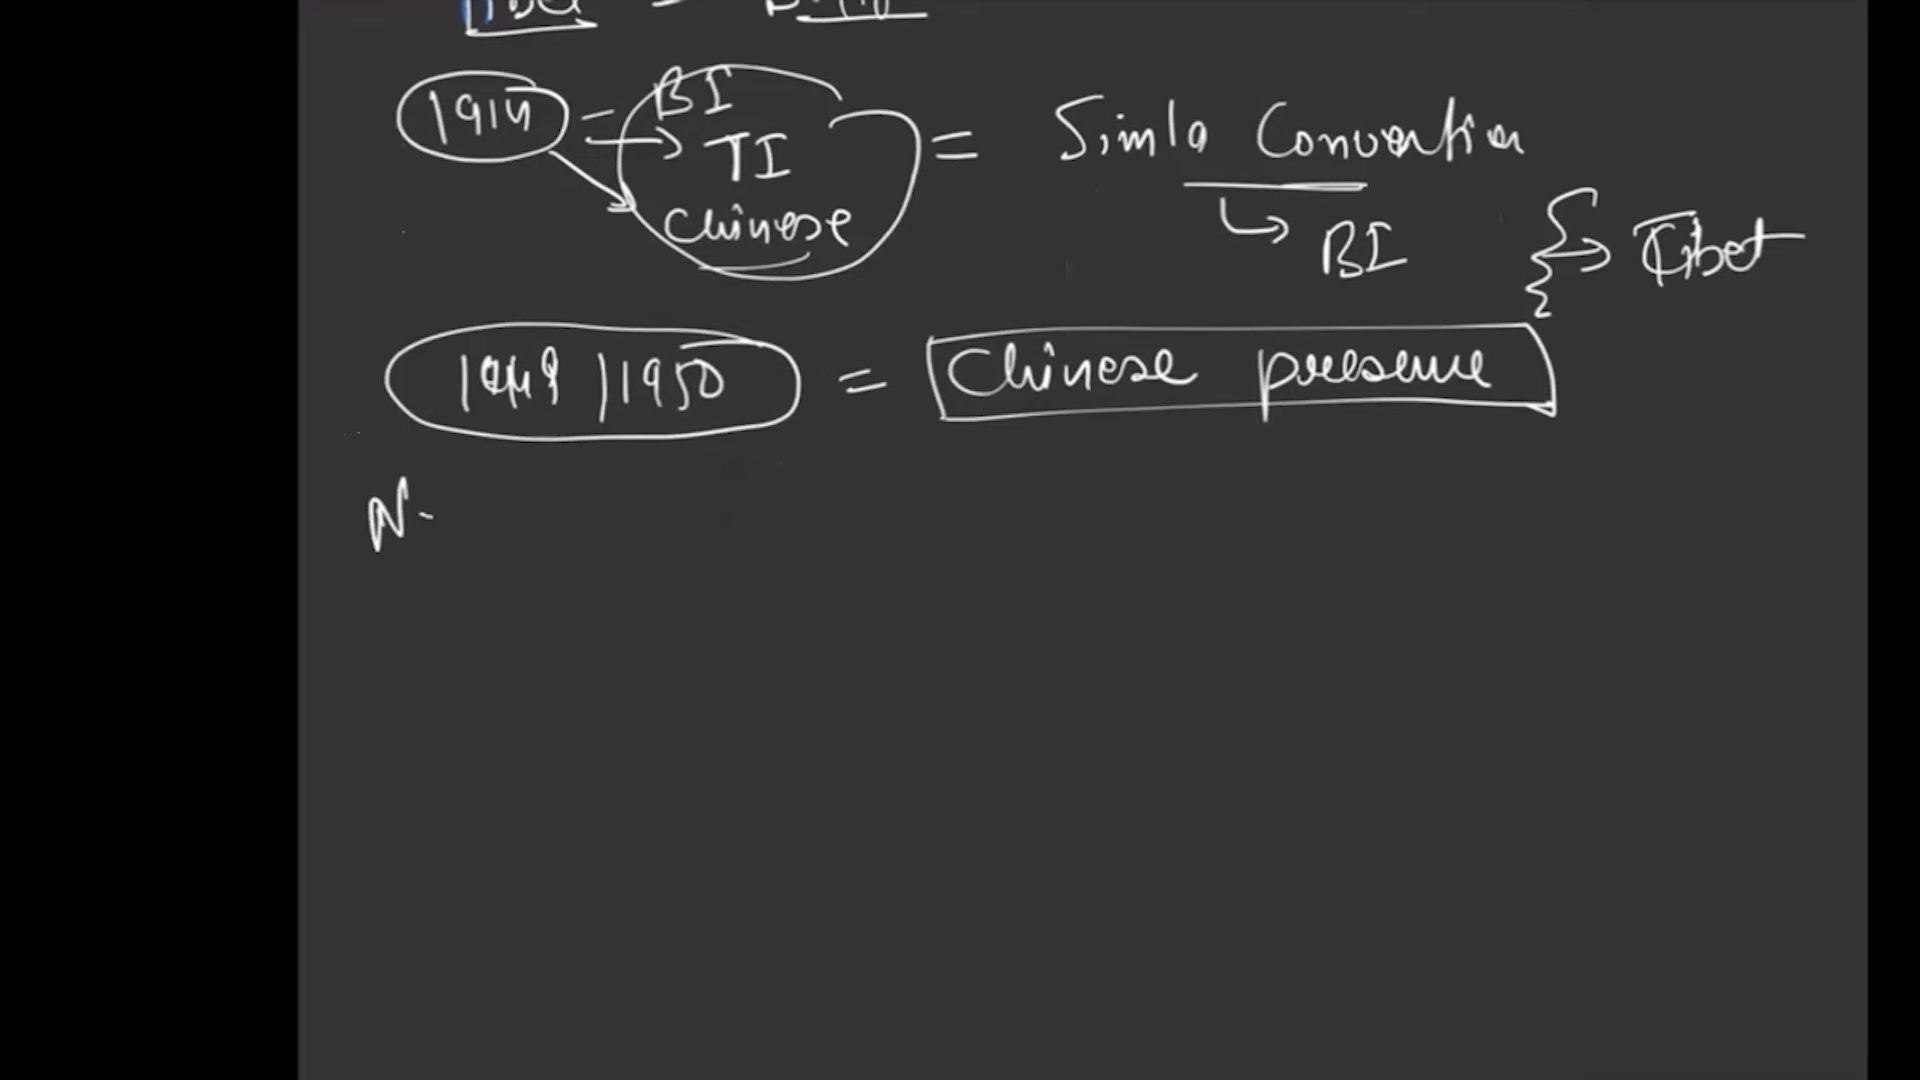 1914 - BI = Simla Convention
→ TI
Chinese
↳ BI } → Tibet
1949 | 1950 = Chinese presence
N-